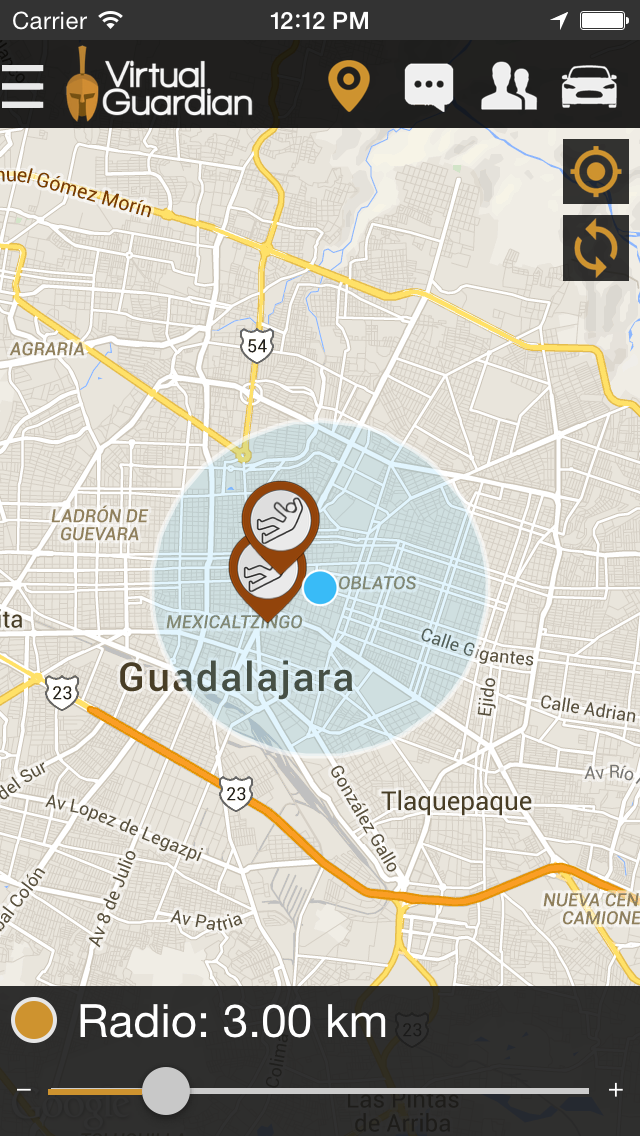 Carrier 12:12 PM
Virtual
Guardian
nuel Gómez Morín
54
AGRARIA
LADRÓN DE
GUEVARA
OBLATOS
ita
MEXICALTZINGO
Calle Gigantes
Guadalajara
23
Ejido
Calle Adrian
del Sur
23
González Gallo
Av Río
Tlaquepaque
Av Lopez de Legazpi
bal Colón
Av 8 de Julio
Av Patria
NUEVA CEN
CAMIONE
Radio: 3.00 km
23
Colima
− +
Google
Las Pintas
de Arriba